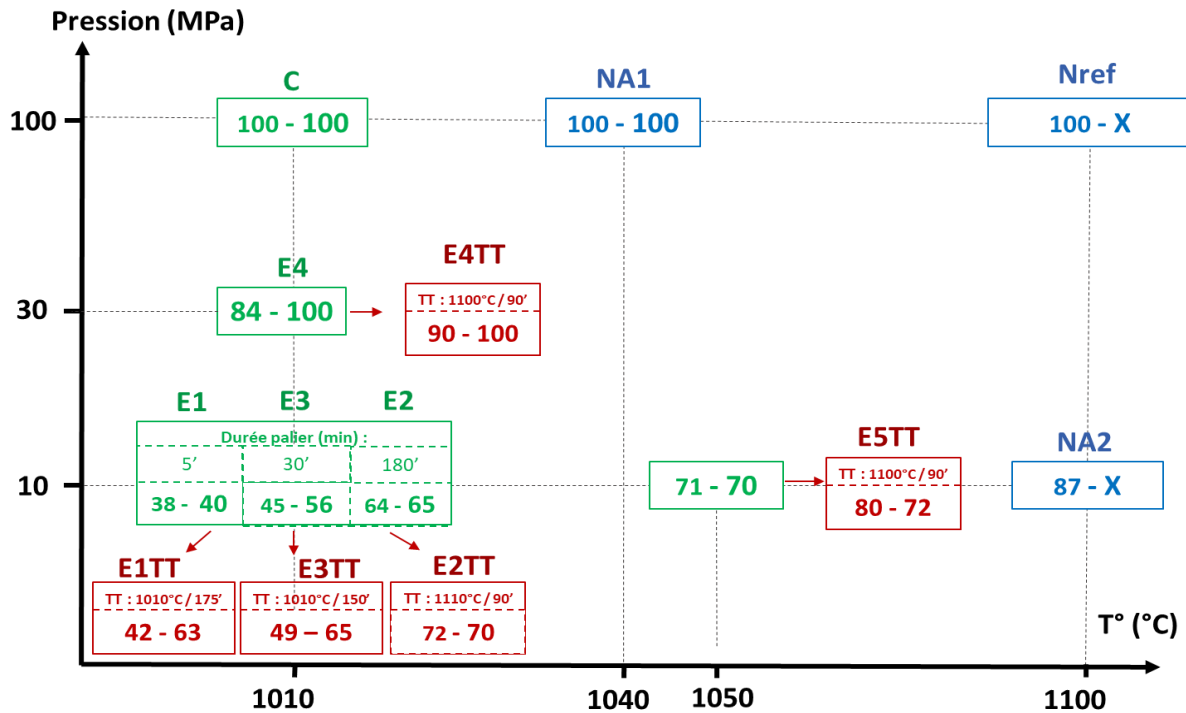 Pression (MPa)
C
NA1
Nref
100
100 - 100
100 - 100
100 - X
E4
E4TT
30
84 - 100
TT : 1100°C / 90’
90 - 100
E1
E3
E2
Durée palier (min) :
5’
30’
180’
E5TT
NA2
10
38 - 40
45 - 56
64 - 65
71 - 70
TT : 1100°C / 90’
80 - 72
87 - X
E1TT
E3TT
E2TT
TT : 1010°C / 175’
TT : 1010°C / 150’
TT : 1110°C / 90’
42 - 63
49 – 65
72 - 70
T° (°C)
1010
1040
1050
1100